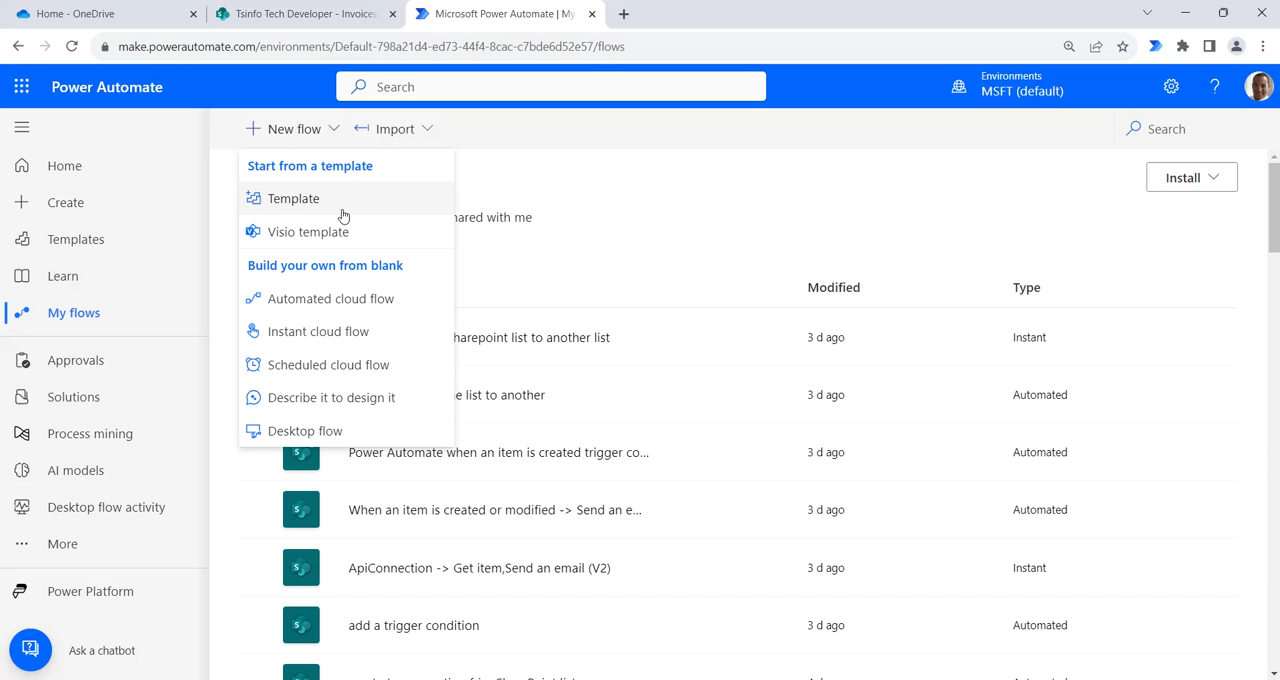 Home - OneDrive
Tsinfo Tech Developer - Invoices
Microsoft Power Automate | My
make.powerautomate.com/environments/Default-798a21d4-ed73-44f4-8cac-c7bde6d52e57/flows
Power Automate
Search
Environments
MSFT (default)
New flow
Import
Search
Home
Create
Templates
Learn
My flows
Approvals
Solutions
Process mining
AI models
Desktop flow activity
More
Power Platform
Ask a chatbot
Start from a template
Template
Visio template
Build your own from blank
Automated cloud flow
Instant cloud flow
Scheduled cloud flow
Describe it to design it
Desktop flow
Install
hared with me
Modified
Type
harepoint list to another list
3 d ago
Instant
e list to another
3 d ago
Automated
Power Automate when an item is created trigger co...
3 d ago
Automated
When an item is created or modified -> Send an e...
3 d ago
Automated
ApiConnection -> Get item,Send an email (V2)
3 d ago
Instant
add a trigger condition
3 d ago
Automated